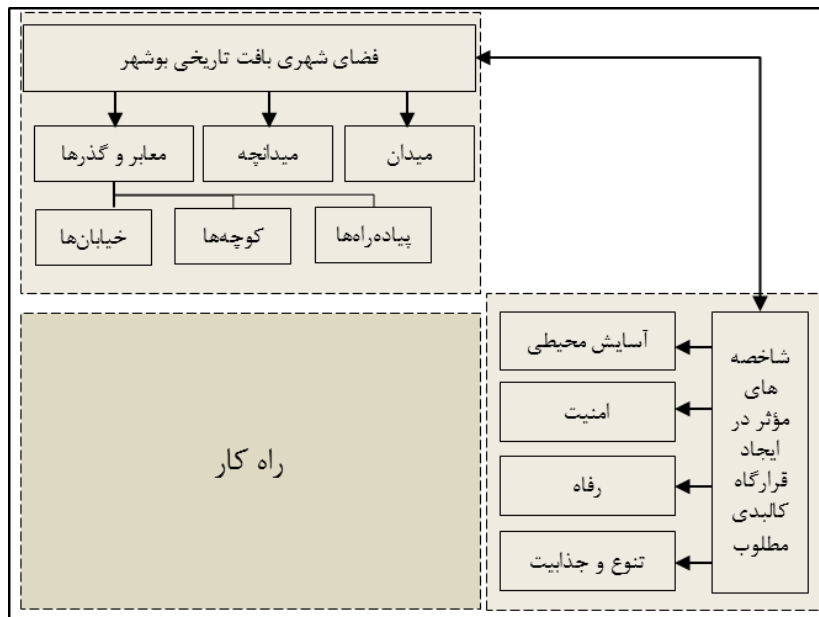 فضای شهری بافت تاریخی بوشهر
میدان
میدانچه
معابر و گذرها
پیاده‌راه‌ها
کوچه‌ها
خیابان‌ها
شاخصه
های
مؤثر در
ایجاد
قرارگاه
کالبدی
مطلوب
آسایش محیطی
امنیت
رفاه
تنوع و جذابیت
راه کار